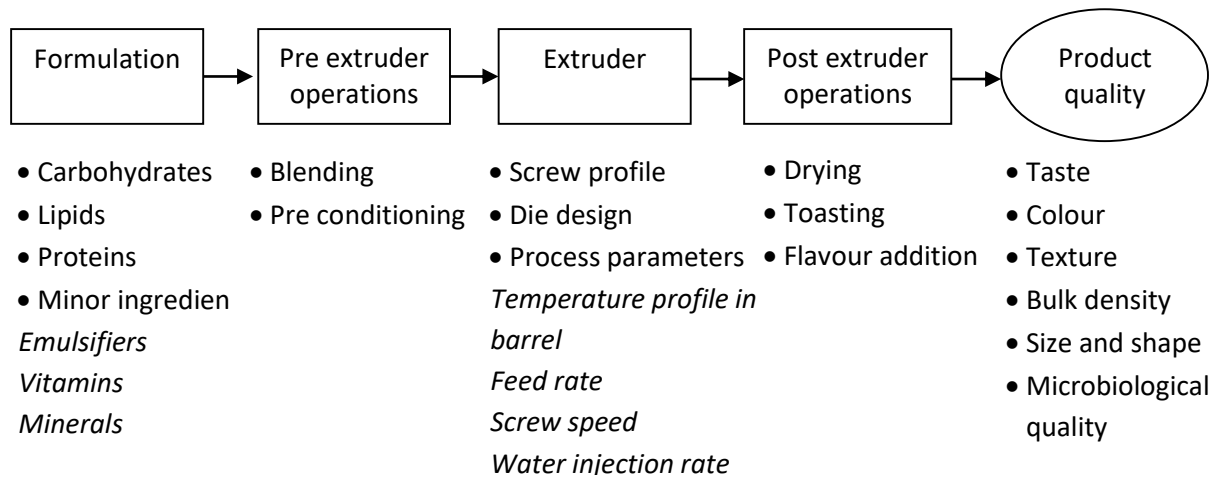 Formulation
Pre extruder
operations
Extruder
Post extruder
operations
Product
quality
• Carbohydrates
• Lipids
• Proteins
• Minor ingredien
Emulsifiers
Vitamins
Minerals
• Blending
• Pre conditioning
• Screw profile
• Die design
• Process parameters
Temperature profile in
barrel
Feed rate
Screw speed
Water injection rate
• Drying
• Toasting
• Flavour addition
• Taste
• Colour
• Texture
• Bulk density
• Size and shape
• Microbiological
quality